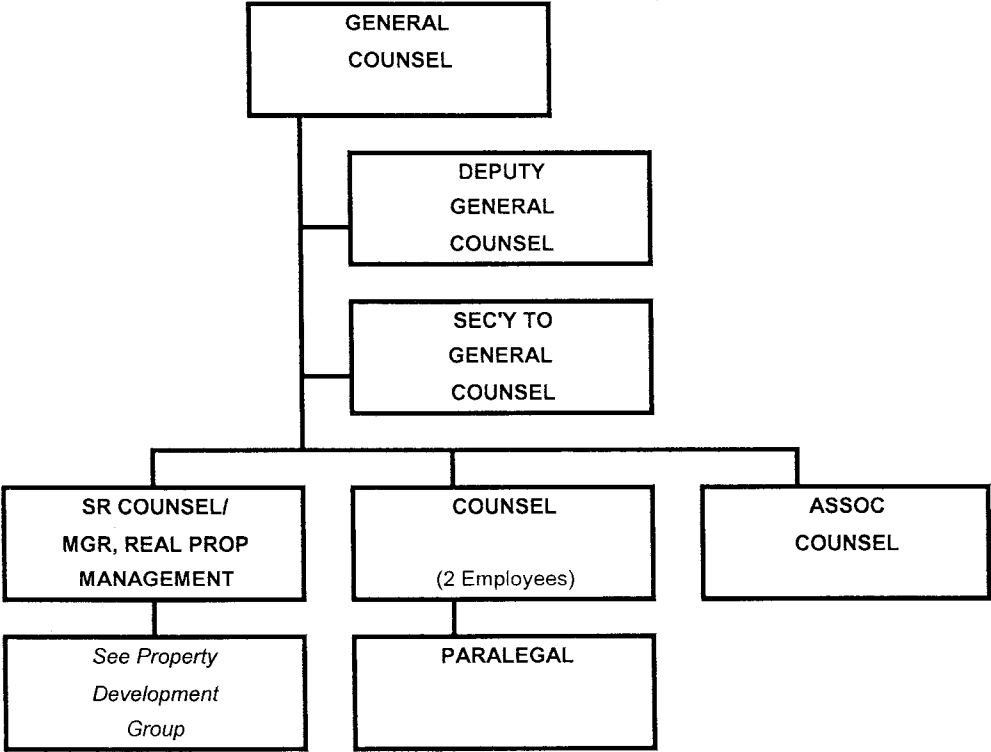 GENERAL
COUNSEL
DEPUTY
GENERAL
COUNSEL
SEC'Y TO
GENERAL
COUNSEL
SR COUNSEL/
MGR, REAL PROP
MANAGEMENT
COUNSEL
(2 Employees)
ASSOC
COUNSEL
See Property
Development
Group
PARALEGAL